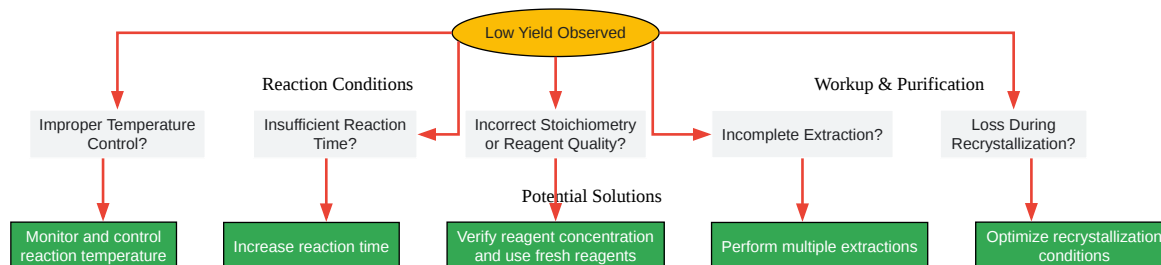 Low Yield Observed
Reaction Conditions
Workup & Purification
Improper Temperature
Control?
Insufficient Reaction
Time?
Incorrect Stoichiometry
or Reagent Quality?
Incomplete Extraction?
Loss During
Recrystallization?
Potential Solutions
Monitor and control
reaction temperature
Increase reaction time
Verify reagent concentration
and use fresh reagents
Perform multiple extractions
Optimize recrystallization
conditions